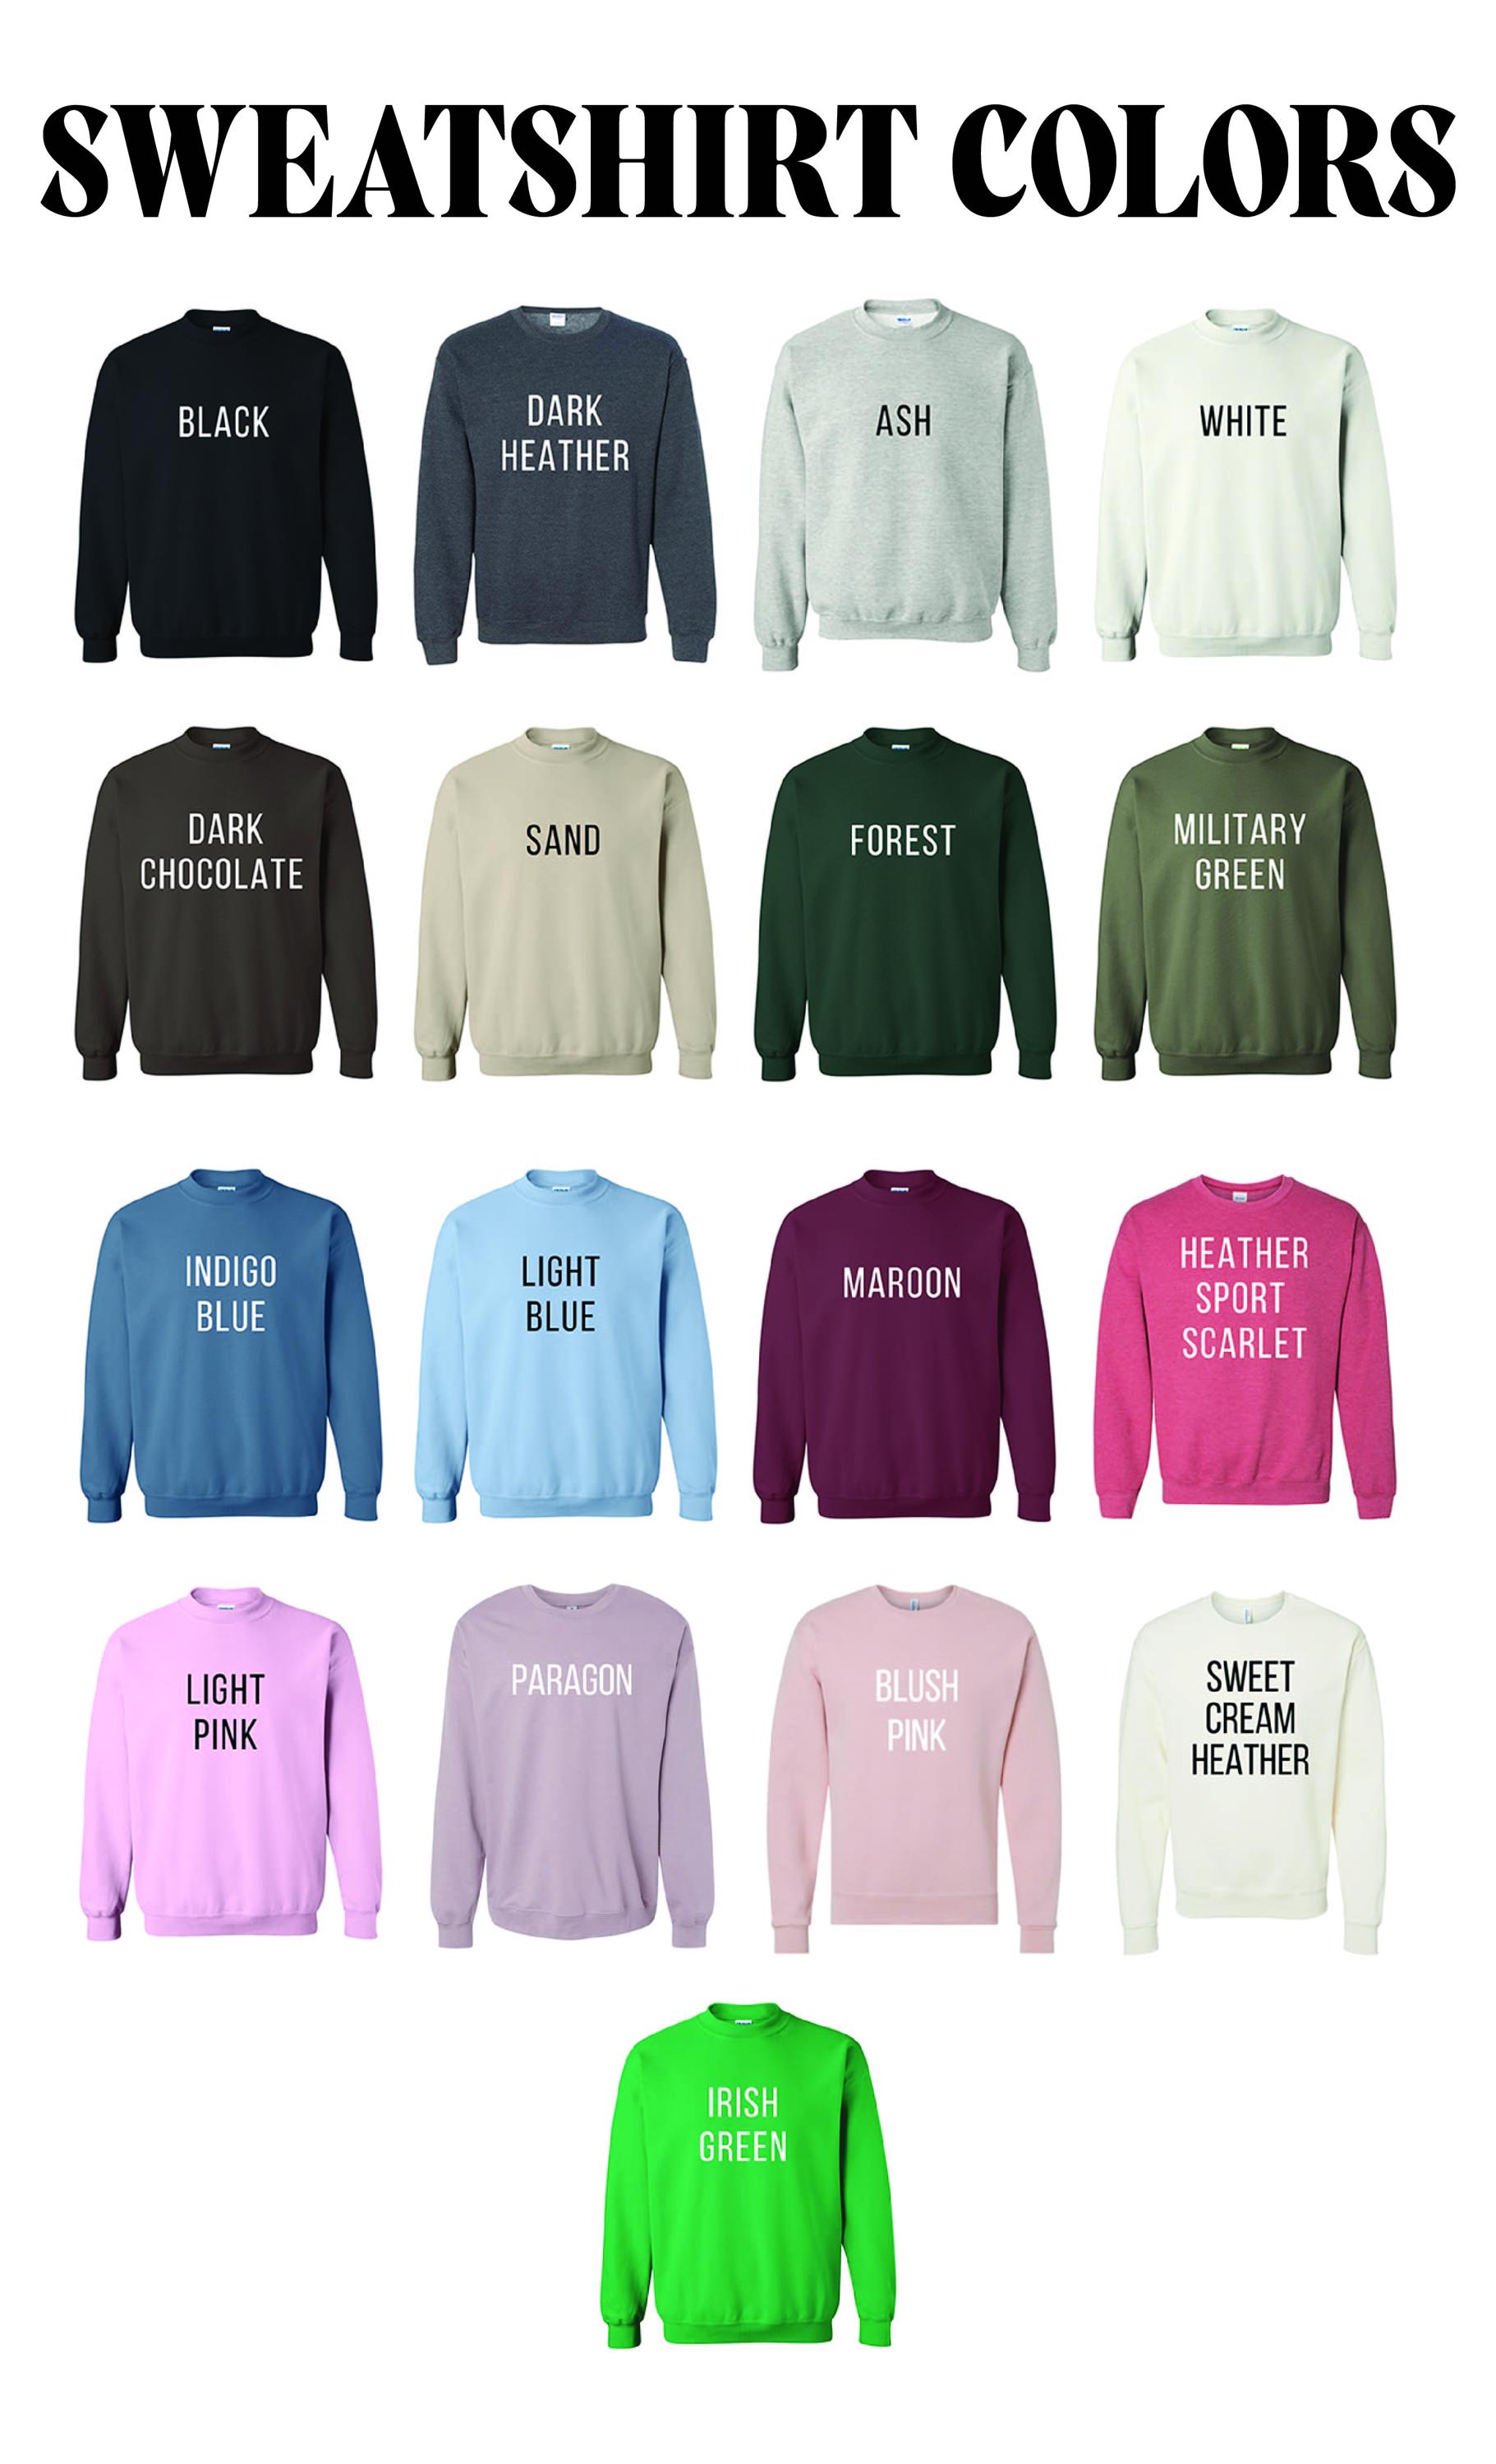 SWEATSHIRT COLORS
BLACK
DARK
HEATHER
ASH
WHITE
DARK
CHOCOLATE
SAND
FOREST
MILITARY
GREEN
INDIGO
BLUE
LIGHT
BLUE
MAROON
HEATHER
SPORT
SCARLET
LIGHT
PINK
PARAGON
BLUSH
PINK
SWEET
CREAM
HEATHER
IRISH
GREEN